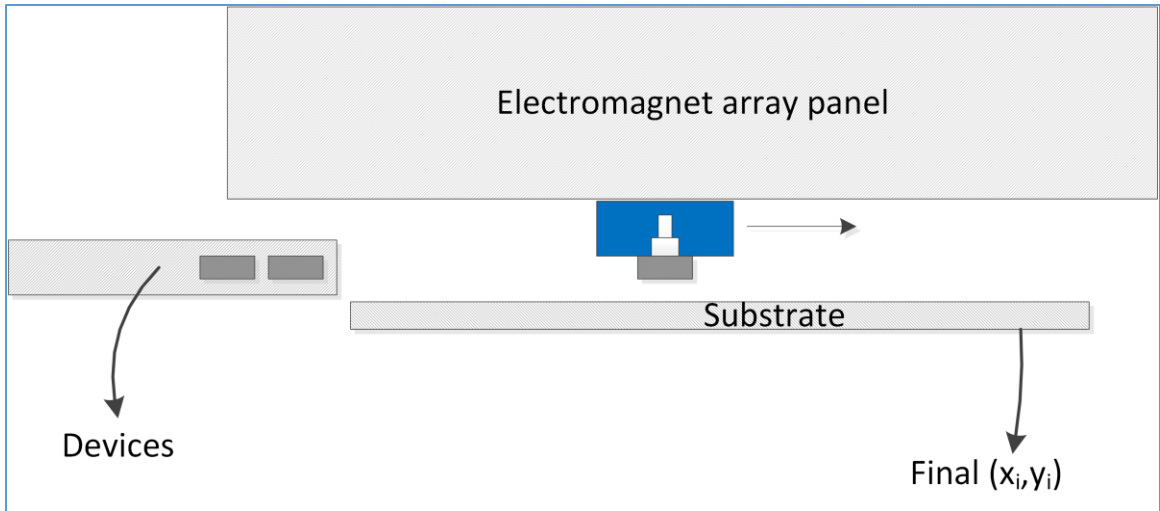 Electromagnet array panel
Substrate
Devices
Final (xᵢ,yᵢ)